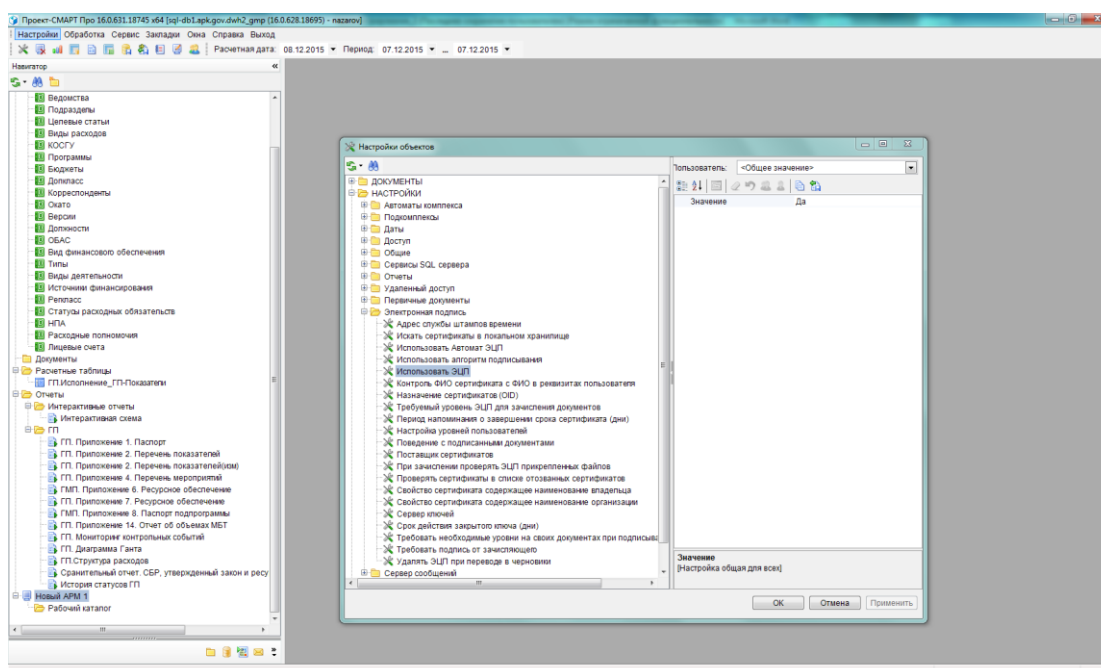 Проект-СМАРТ Про 16.0.631.18745 x64 [sql-db1.apk.gov.dwh2_gmp (16.0.628.18695) - nazarov]
Настройки Обработка Сервис Закладки Окна Справка Выход
Расчетная дата: 08.12.2015 Период: 07.12.2015 ... 07.12.2015
Навигатор «
Ведомства
Подразделы
Целевые статьи
Виды расходов
КОСГУ
Программы
Бюджеты
Допкласс
Корреспонденты
Окато
Версии
Должности
ОБАС
Вид финансового обеспечения
Типы
Виды деятельности
Источники финансирования
Репкласс
Статусы расходных обязательств
НПА
Расходные полномочия
Лицевые счета
Документы
Расчетные таблицы
ГП.Исполнение_ГП-Показатели
Отчеты
Интерактивные отчеты
Интерактивная схема
ГП
ГП. Приложение 1. Паспорт
ГП. Приложение 2. Перечень показателей
ГП. Приложение 2. Перечень показателей(изм)
ГП. Приложение 4. Перечень мероприятий
ГМП. Приложение 6. Ресурсное обеспечение
ГП. Приложение 7. Ресурсное обеспечение
ГМП. Приложение 8. Паспорт подпрограммы
ГП. Приложение 14. Отчет об объемах МБТ
ГП. Мониторинг контрольных событий
ГП. Диаграмма Ганта
ГП.Структура расходов
Сранительный отчет. СБР, утвержденный закон и ресу
История статусов ГП
Новый АРМ 1
Рабочий каталог
Настройки объектов
ДОКУМЕНТЫ
НАСТРОЙКИ
Автоматы комплекса
Подкомплексы
Даты
Доступ
Общие
Сервисы SQL сервера
Отчеты
Удаленный доступ
Первичные документы
Электронная подпись
Адрес службы штампов времени
Искать сертификаты в локальном хранилище
Использовать Автомат ЭЦП
Использовать алгоритм подписывания
Использовать ЭЦП
Контроль ФИО сертификата с ФИО в реквизитах пользователя
Назначение сертификатов (OID)
Требуемый уровень ЭЦП для зачисления документов
Период напоминания о завершении срока сертификата (дни)
Настройка уровней пользователей
Поведение с подписанными документами
Поставщик сертификатов
При зачислении проверять ЭЦП прикрепленных файлов
Проверять сертификаты в списке отозванных сертификатов
Свойство сертификата содержащее наименование владельца
Свойство сертификата содержащее наименование организации
Сервер ключей
Срок действия закрытого ключа (дни)
Требовать необходимые уровни на своих документах при подписыва
Требовать подпись от зачисляющего
Удалять ЭЦП при переводе в черновики
Сервер сообщений
Пользователь: <Общее значение>
Значение Да
Значение
[Настройка общая для всех]
ОК Отмена Применить